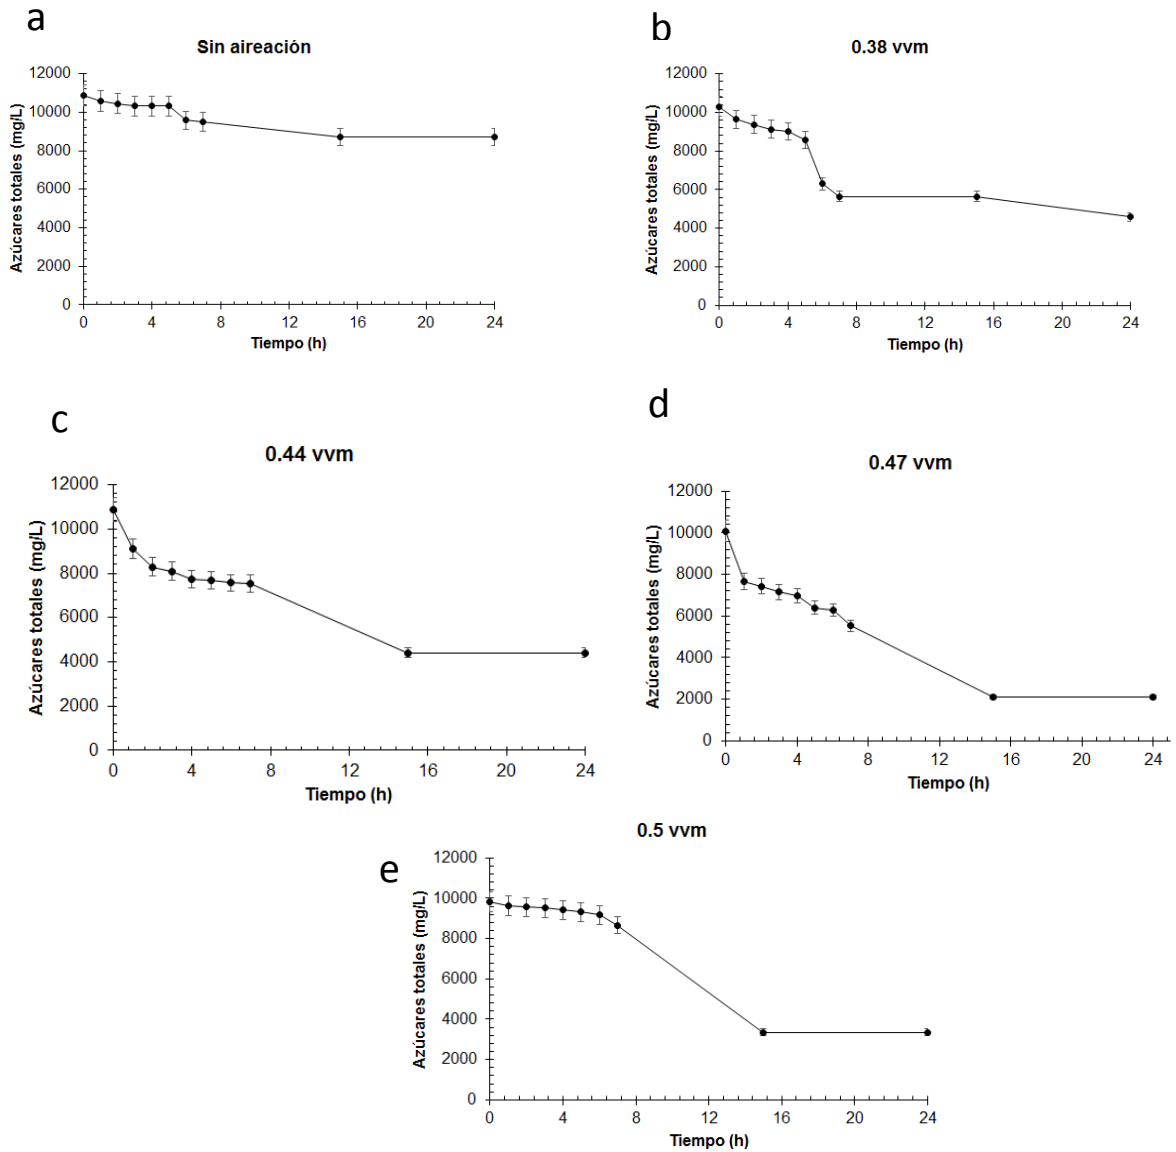 a
Sin aireación
Azúcares totales (mg/L)
12000
10000
8000
6000
4000
2000
0
0 4 8 12 16 20 24
Tiempo (h)
b
0.38 vvm
Azúcares totales (mg/L)
12000
10000
8000
6000
4000
2000
0
0 4 8 12 16 20 24
Tiempo (h)
c
0.44 vvm
Azúcares totales (mg/L)
12000
10000
8000
6000
4000
2000
0
0 4 8 12 16 20 24
Tiempo (h)
d
0.47 vvm
Azúcares totales (mg/L)
12000
10000
8000
6000
4000
2000
0
0 4 8 12 16 20 24
Tiempo (h)
e
0.5 vvm
Azúcares totales (mg/L)
12000
10000
8000
6000
4000
2000
0
0 4 8 12 16 20 24
Tiempo (h)